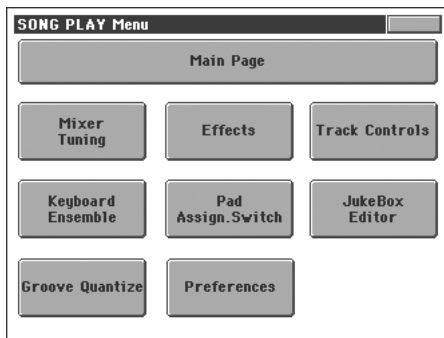 SONG PLAY Menu
Main Page
Mixer
Tuning
Effects
Track Controls
Keyboard
Ensemble
Pad
Assign.Switch
JukeBox
Editor
Groove Quantize
Preferences